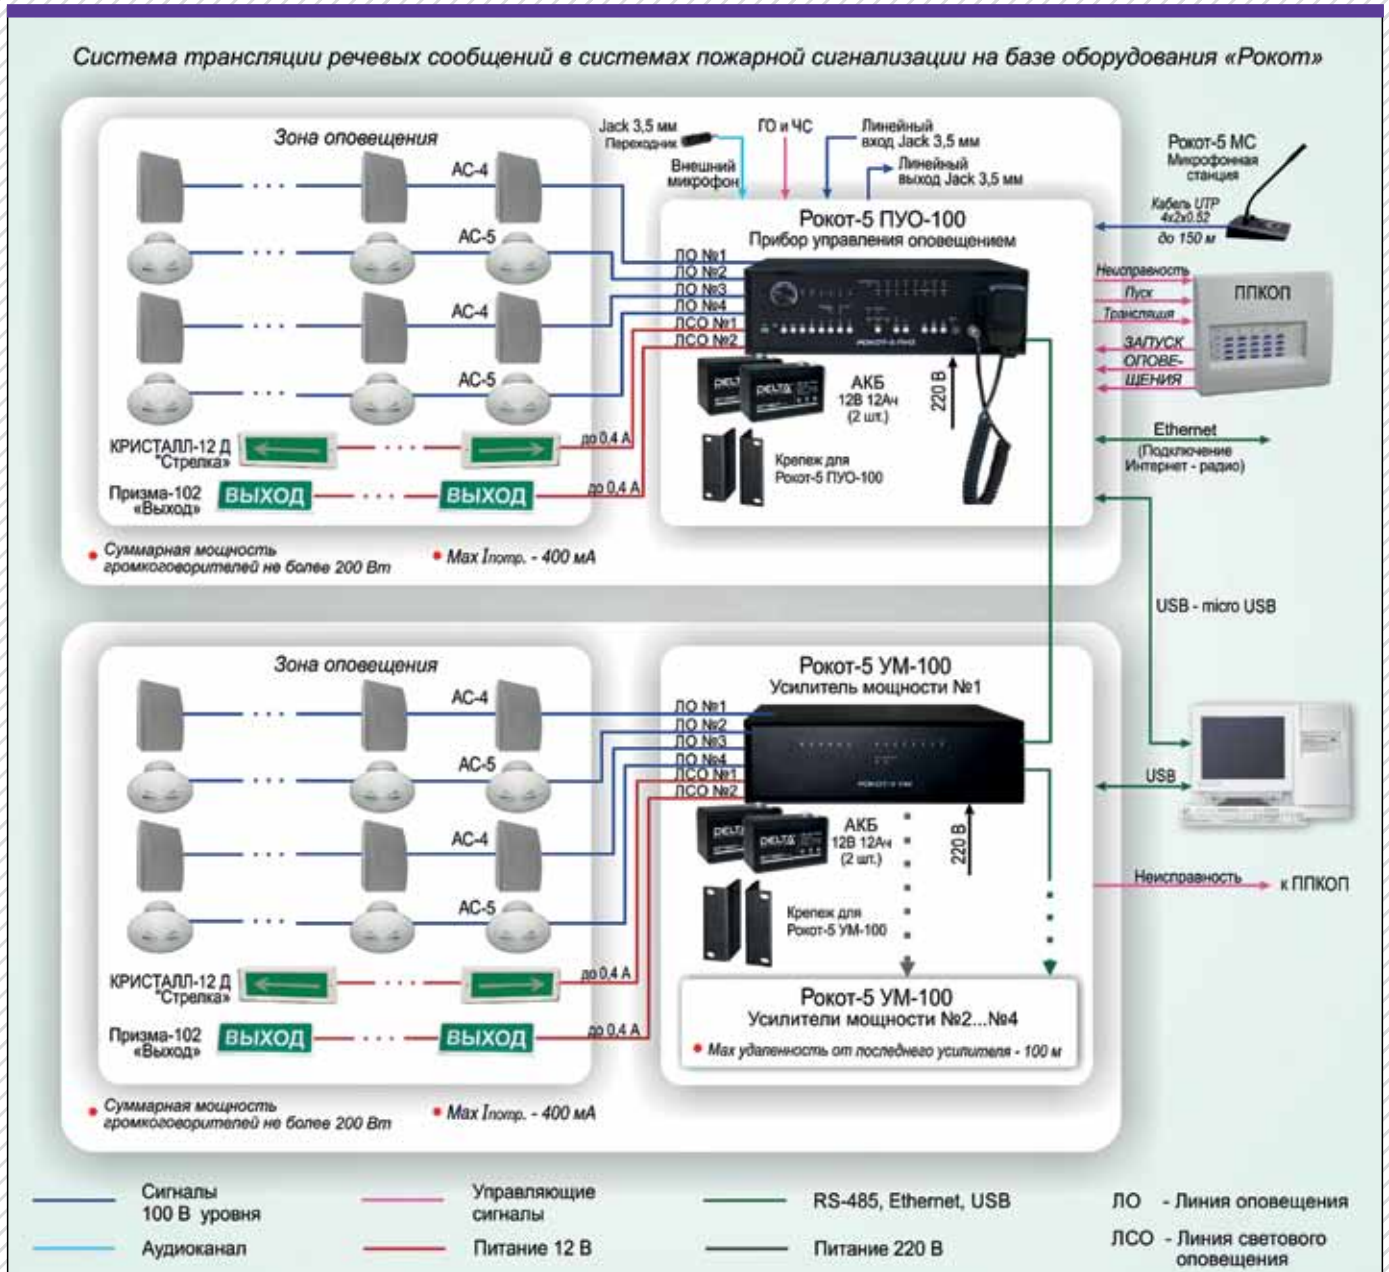 Система трансляции речевых сообщений в системах пожарной сигнализации на базе оборудования «Рокот»
Зона оповещения
АС-4
АС-5
АС-4
АС-5
КРИСТАЛЛ-12 Д
"Стрелка»
до 0,4 А
Призма-102
«Выход»
ВЫХОД
ВЫХОД
до 0,4 А
Суммарная мощность
громкоговорителей не более 200 Вт
Max Iпотр. - 400 мА
Jack 3,5 мм
Переходник
Внешний
микрофон
ГО и ЧС
Линейный
вход Jack 3,5 мм
Линейный
выход Jack 3,5 мм
Рокот-5 ПУО-100
Прибор управления оповещением
ЛО №1
ЛО №2
ЛО №3
ЛО №4
ЛСО №1
ЛСО №2
РОКОТ-5 ПУО
DELTA
DELTA
АКБ
12В 12Ач
(2 шт.)
220 В
Крепеж для
Рокот-5 ПУО-100
Рокот-5 МС
Микрофонная
станция
Кабель UTP
4x2x0.52
до 150 м
Неисправность
Пуск
Трансляция
ЗАПУСК
ОПОВЕ-
ЩЕНИЯ
ППКОП
Ethernet
(Подключение
Интернет - радио)
USB - micro USB
Зона оповещения
АС-4
АС-5
АС-4
АС-5
КРИСТАЛЛ-12 Д
"Стрелка»
до 0,4 А
Призма-102
«Выход»
ВЫХОД
ВЫХОД
до 0,4 А
Суммарная мощность
громкоговорителей не более 200 Вт
Max Iпотр. - 400 мА
Рокот-5 УМ-100
Усилитель мощности №1
ЛО №1
ЛО №2
ЛО №3
ЛО №4
ЛСО №1
ЛСО №2
РОКОТ-5 УМ
DELTA
DELTA
АКБ
12В 12Ач
(2 шт.)
220 В
Крепеж для
Рокот-5 УМ-100
USB
Неисправность
к ППКОП
Рокот-5 УМ-100
Усилители мощности №2...№4
Max удаленность от последнего усилителя - 100 м
Сигналы
100 В уровня
Управляющие
сигналы
RS-485, Ethernet, USB
ЛО - Линия оповещения
Аудиоканал
Питание 12 В
Питание 220 В
ЛСО - Линия светового
оповещения